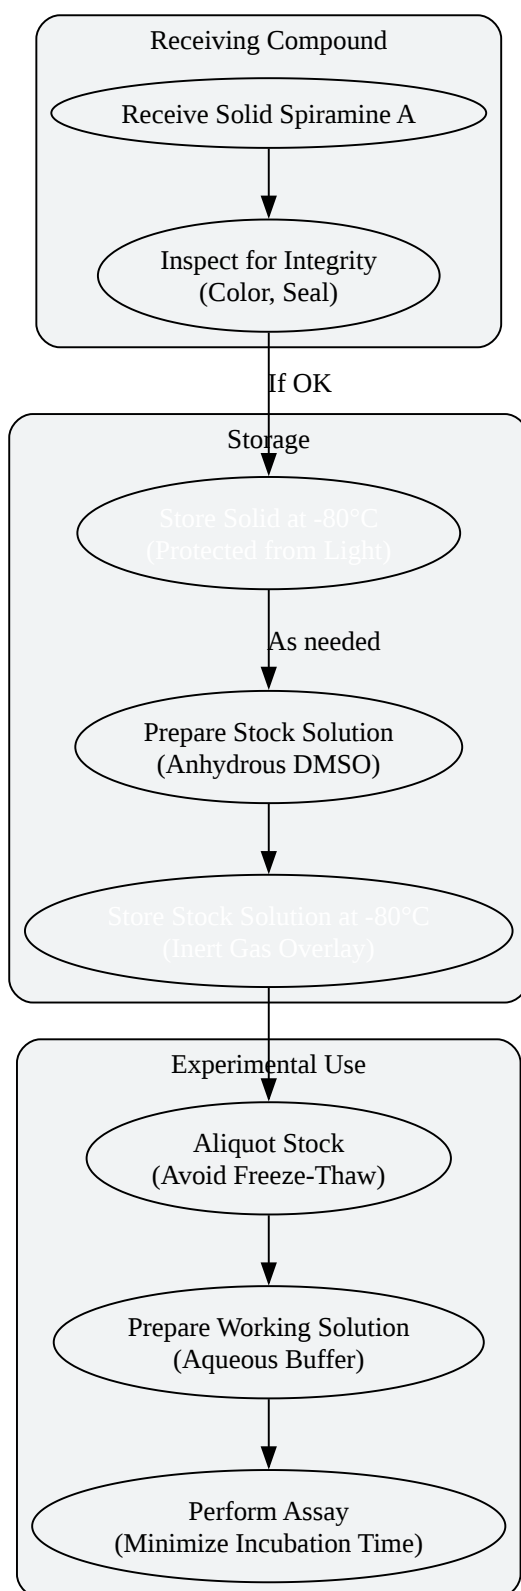 Receiving Compound
Receive Solid Spiramine A
Inspect for Integrity
(Color, Seal)
If OK
Storage
Store Solid at -80°C
(Protected from Light)
As needed
Prepare Stock Solution
(Anhydrous DMSO)
Store Stock Solution at -80°C
(Inert Gas Overlay)
Experimental Use
Aliquot Stock
(Avoid Freeze-Thaw)
Prepare Working Solution
(Aqueous Buffer)
Perform Assay
(Minimize Incubation Time)